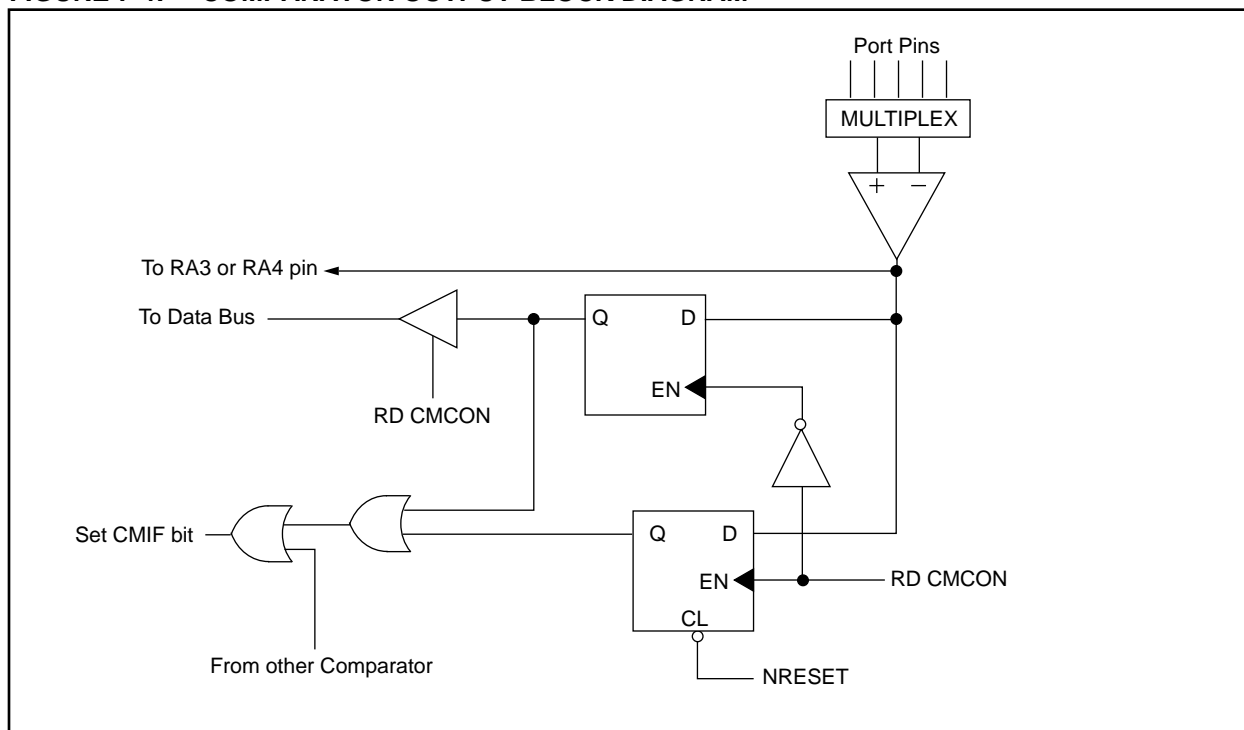 Port Pins
MULTIPLEX
+ −
To RA3 or RA4 pin
To Data Bus
Q D
EN
RD CMCON
Set CMIF bit
Q D
EN
RD CMCON
CL
From other Comparator
NRESET